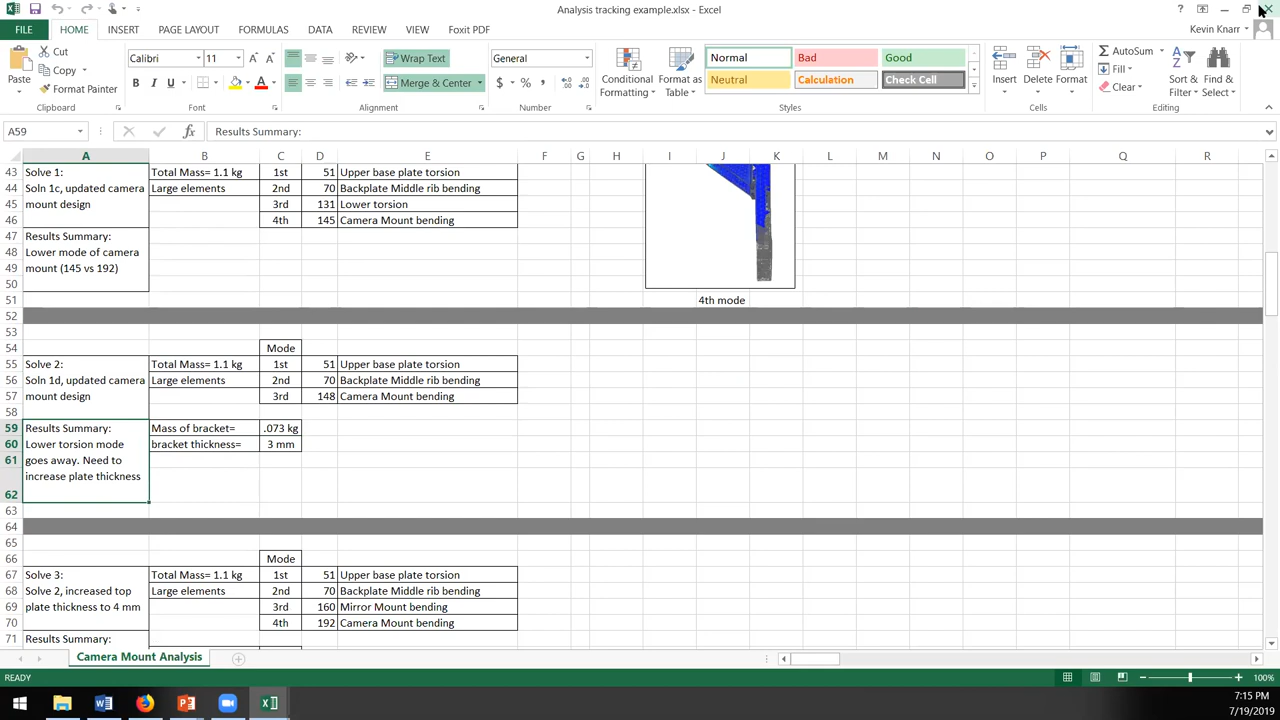 Analysis tracking example.xlsx - Excel
FILE HOME INSERT PAGE LAYOUT FORMULAS DATA REVIEW VIEW Foxit PDF Kevin Knarr
Paste Cut Copy Format Painter Clipboard
Calibri 11 B I U A Font
Wrap Text Merge & Center Alignment
General $ % , Number
Conditional Formatting Format as Table Normal Bad Good Neutral Calculation Check Cell Styles
Insert Delete Format Cells
AutoSum Fill Clear Sort & Filter Find & Select Editing
A59 fx Results Summary:
A B C D E F G H I J K L M N O P Q R
43 Solve 1: Total Mass= 1.1 kg 1st 51 Upper base plate torsion
44 Soln 1c, updated camera Large elements 2nd 70 Backplate Middle rib bending
45 mount design 3rd 131 Lower torsion
46 4th 145 Camera Mount bending
47 Results Summary:
48 Lower mode of camera
49 mount (145 vs 192)
50
51 4th mode
52
53
54 Mode
55 Solve 2: Total Mass= 1.1 kg 1st 51 Upper base plate torsion
56 Soln 1d, updated camera Large elements 2nd 70 Backplate Middle rib bending
57 mount design 3rd 148 Camera Mount bending
58
59 Results Summary: Mass of bracket= .073 kg
60 Lower torsion mode bracket thickness= 3 mm
61 goes away. Need to
increase plate thickness
62
63
64
65
66 Mode
67 Solve 3: Total Mass= 1.1 kg 1st 51 Upper base plate torsion
68 Solve 2, increased top Large elements 2nd 70 Backplate Middle rib bending
69 plate thickness to 4 mm 3rd 160 Mirror Mount bending
70 4th 192 Camera Mount bending
71 Results Summary:
Camera Mount Analysis
READY 100%
7:15 PM
7/19/2019